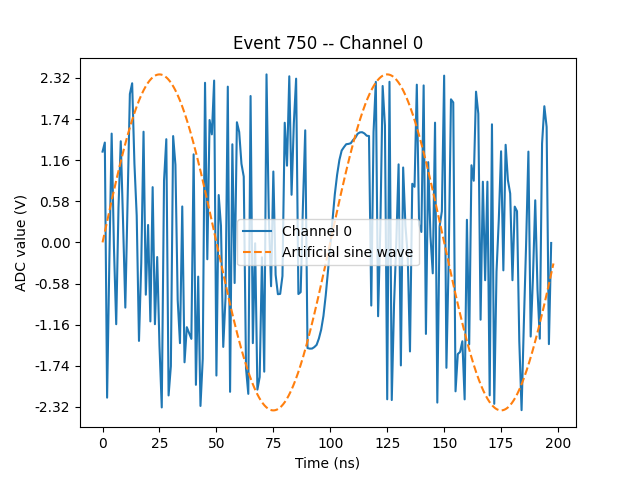 Event 750 -- Channel 0
ADC value (V)
2.32
1.74
1.16
0.58
0.00
-0.58
-1.16
-1.74
-2.32
Channel 0
Artificial sine wave
0 25 50 75 100 125 150 175 200
Time (ns)